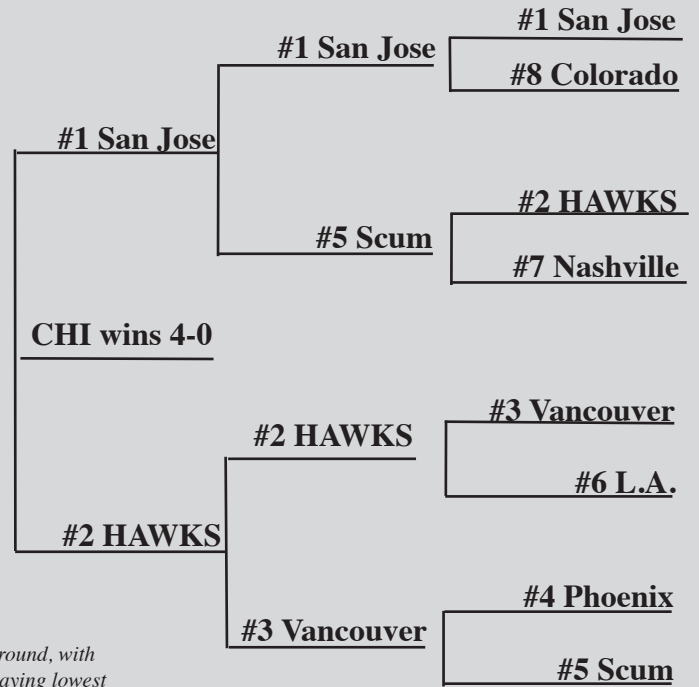 #1 San Jose
#8 Colorado
#2 HAWKS
#7 Nashville
#3 Vancouver
#6 L.A.
#4 Phoenix
#5 Scum
#1 San Jose
#5 Scum
#2 HAWKS
#3 Vancouver
#1 San Jose
#2 HAWKS
CHI wins 4-0
round, with
lowest